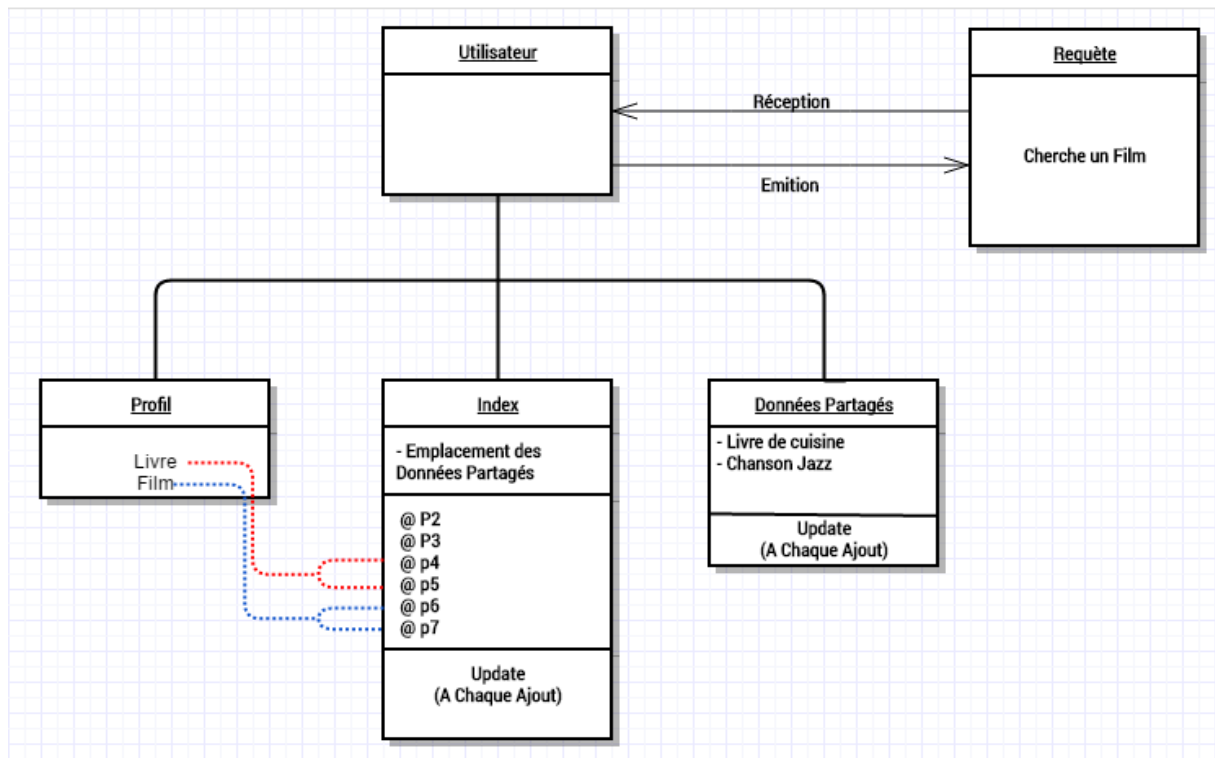 Utilisateur
Requète
Réception
Cherche un Film
Emition
Profil
Livre
Film
Index
- Emplacement des
Données Partagés
@ P2
@ P3
@ p4
@ p5
@ p6
@ p7
Update
(A Chaque Ajout)
Données Partagés
- Livre de cuisine
- Chanson Jazz
Update
(A Chaque Ajout)